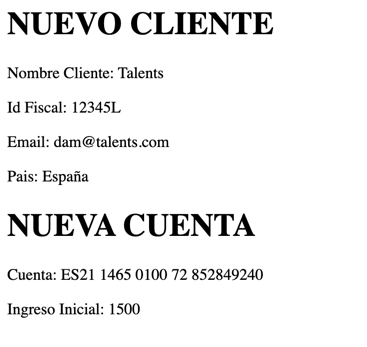 NUEVO CLIENTE
Nombre Cliente: Talents
Id Fiscal: 12345L
Email: dam@talents.com
Pais: España
NUEVA CUENTA
Cuenta: ES21 1465 0100 72 852849240
Ingreso Inicial: 1500